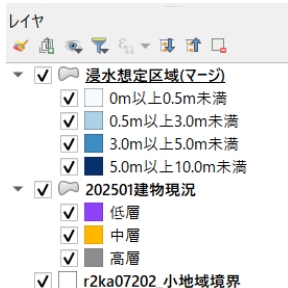 レイヤ
浸水想定区域(マージ)
0m以上0.5m未満
0.5m以上3.0m未満
3.0m以上5.0m未満
5.0m以上10.0m未満
202501建物現況
低層
中層
高層
r2ka07202_小地域境界